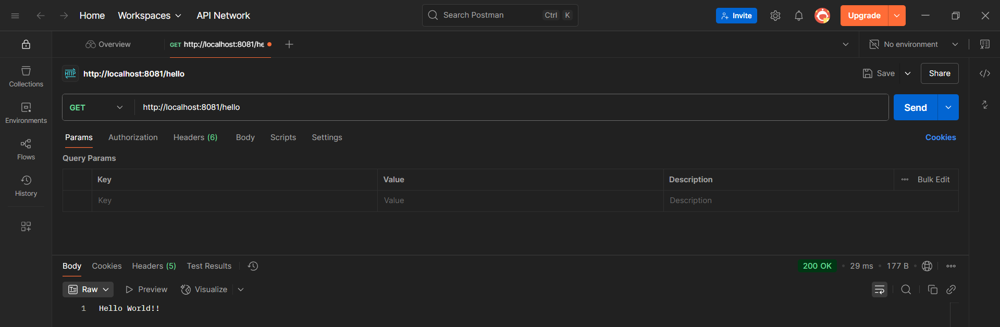 Home Workspaces API Network Search Postman Ctrl K Invite Upgrade
Overview GET http://localhost:8081/he No environment
HTTP http://localhost:8081/hello Save Share
Collections
GET http://localhost:8081/hello Send
Environments
Params Authorization Headers (6) Body Scripts Settings Cookies
Flows
Query Params
Key Value Description Bulk Edit
History
Key Value Description
Body Cookies Headers (5) Test Results 200 OK • 29 ms • 177 B •
Raw Preview Visualize
1 Hello World!!